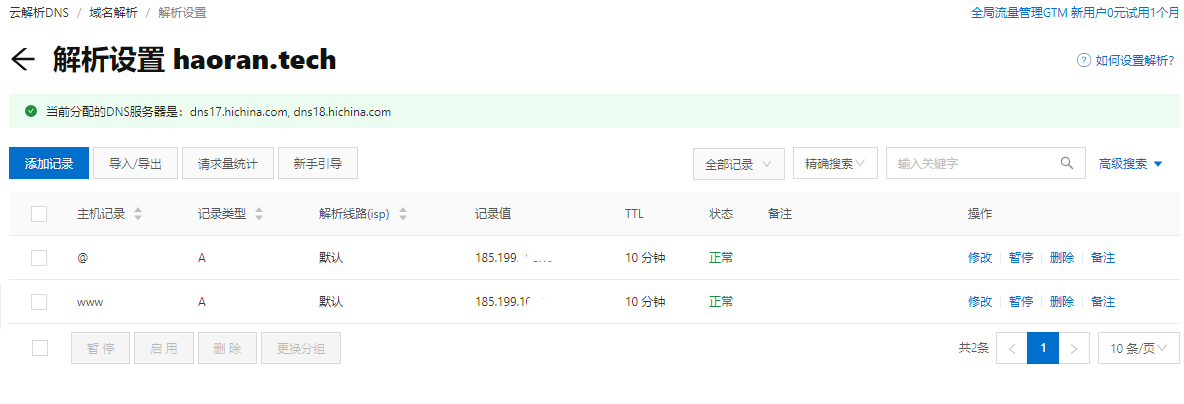 云解析DNS / 域名解析 / 解析设置
全局流量管理GTM 新用户0元试用1个月
解析设置 haoran.tech
如何设置解析?
当前分配的DNS服务器是：dns17.hichina.com, dns18.hichina.com
添加记录 导入/导出 请求量统计 新手引导 全部记录 精确搜索 输入关键字 高级搜索
主机记录 记录类型 解析线路(isp) 记录值 TTL 状态 备注 操作
@ A 默认 185.199. 10 分钟 正常 修改 暂停 删除 备注
www A 默认 185.199.1 10 分钟 正常 修改 暂停 删除 备注
暂停 启用 删除 更换分组 共2条 1 10 条/页